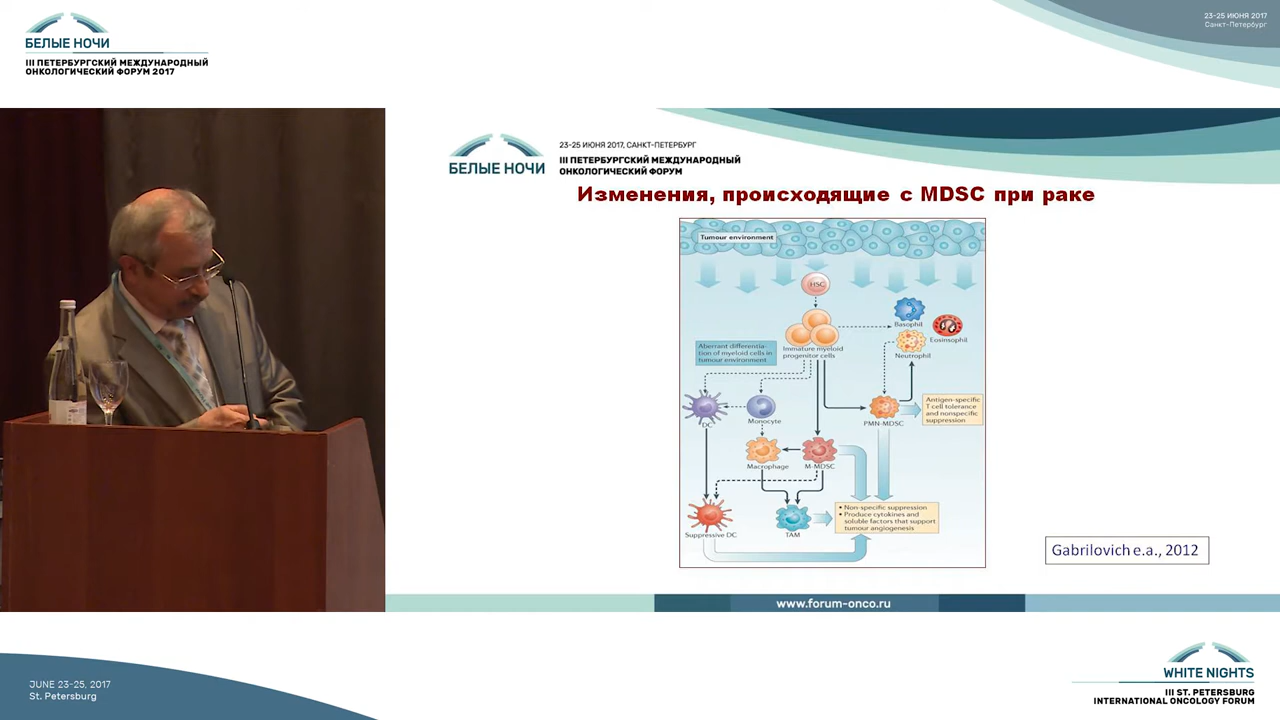 БЕЛЫЕ НОЧИ
III ПЕТЕРБУРГСКИЙ МЕЖДУНАРОДНЫЙ
ОНКОЛОГИЧЕСКИЙ ФОРУМ 2017
23-25 ИЮНЯ 2017
Санкт-Петербург
БЕЛЫЕ НОЧИ
23-25 ИЮНЯ 2017, САНКТ-ПЕТЕРБУРГ
III ПЕТЕРБУРГСКИЙ МЕЖДУНАРОДНЫЙ
ОНКОЛОГИЧЕСКИЙ ФОРУМ
Изменения, происходящие с MDSC при раке
Tumour environment
HSC
Basophil
Eosinsophil
Neutrophil
Immature myeloid
progenitor cells
Aberrant differentia-
tion of myeloid cells in
tumour environment
DC
Monocyte
PMN-MDSC
Antigen-specific
T cell tolerance
and nonspecific
suppression
Macrophage
M-MDSC
Suppressive DC
TAM
• Non-specific suppression
• Produce cytokines and
soluble factors that support
tumour angiogenesis
Gabrilovich e.a., 2012
www.forum-onco.ru
JUNE 23-25, 2017
St. Petersburg
WHITE NIGHTS
III ST. PETERSBURG
INTERNATIONAL ONCOLOGY FORUM